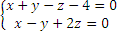 x + y − z − 4 = 0
x − y + 2z = 0